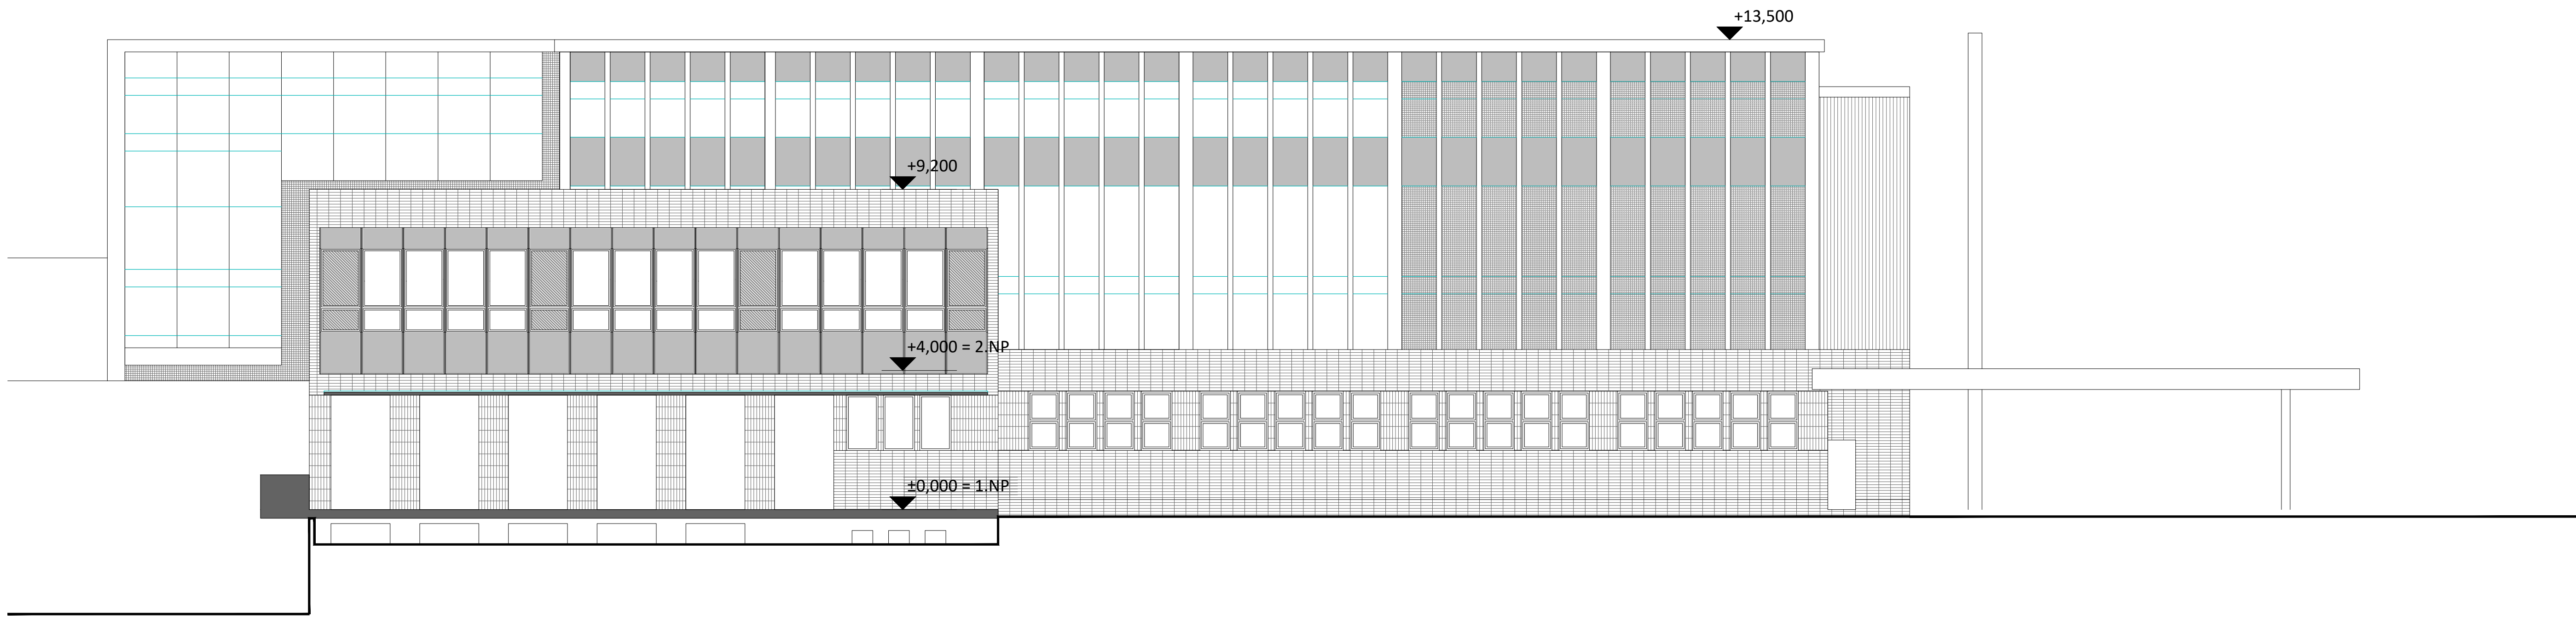 +13,500
+9,200
+4,000 = 2.NP
±0,000 = 1.NP